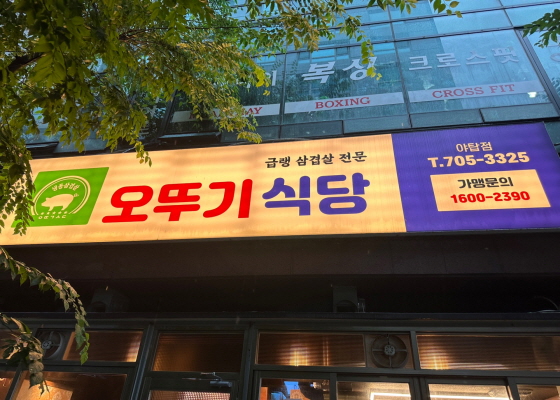 복싱 크로스핏
BOXING
CROSS FIT
급랭 삼겹살 전문
오뚜기 식당
야탑점
T.705-3325
가맹문의
1600-2390